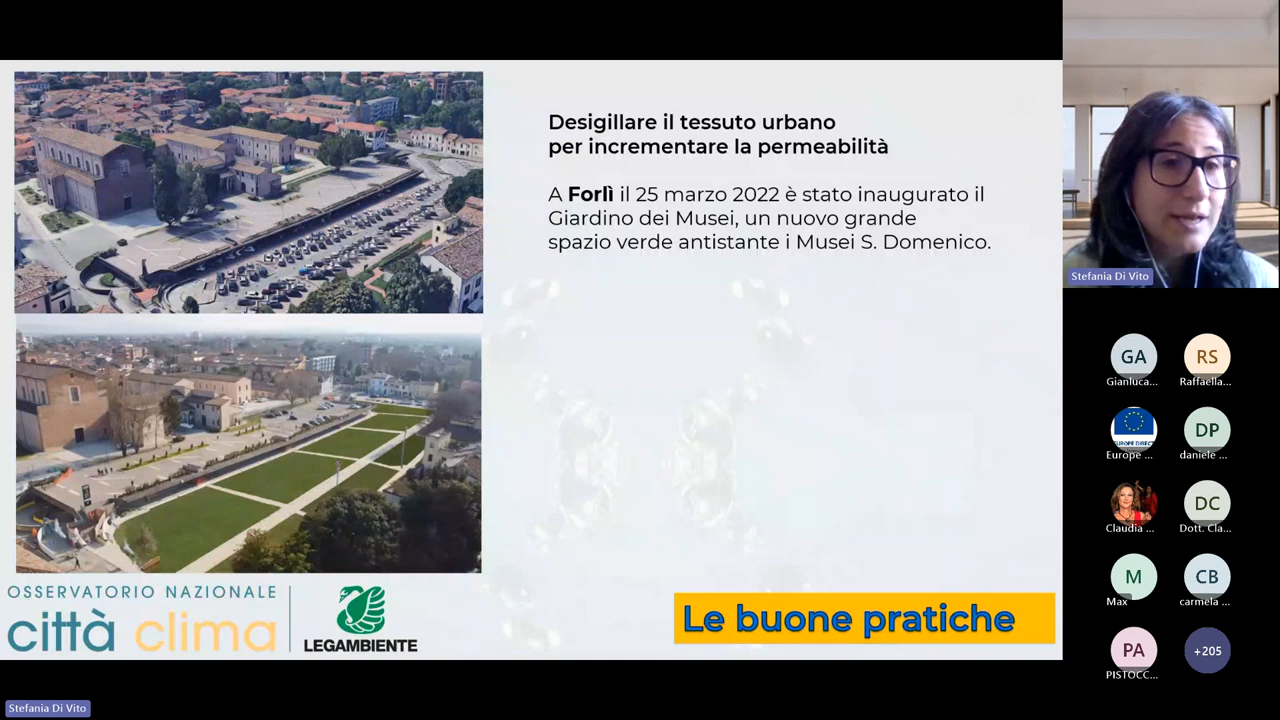 Desigillare il tessuto urbano
per incrementare la permeabilità
A Forlì il 25 marzo 2022 è stato inaugurato il
Giardino dei Musei, un nuovo grande
spazio verde antistante i Musei S. Domenico.
OSSERVATORIO NAZIONALE
città clima
LEGAMBIENTE
Le buone pratiche
Stefania Di Vito
Stefania Di Vito
GA
RS
Gianluca...
Raffaella...
EUROPE DIRECT
DP
Europe ...
daniele ...
DC
Claudia ...
Dott. Cla...
M
CB
Max
carmela ...
PA
+205
PISTOCC...